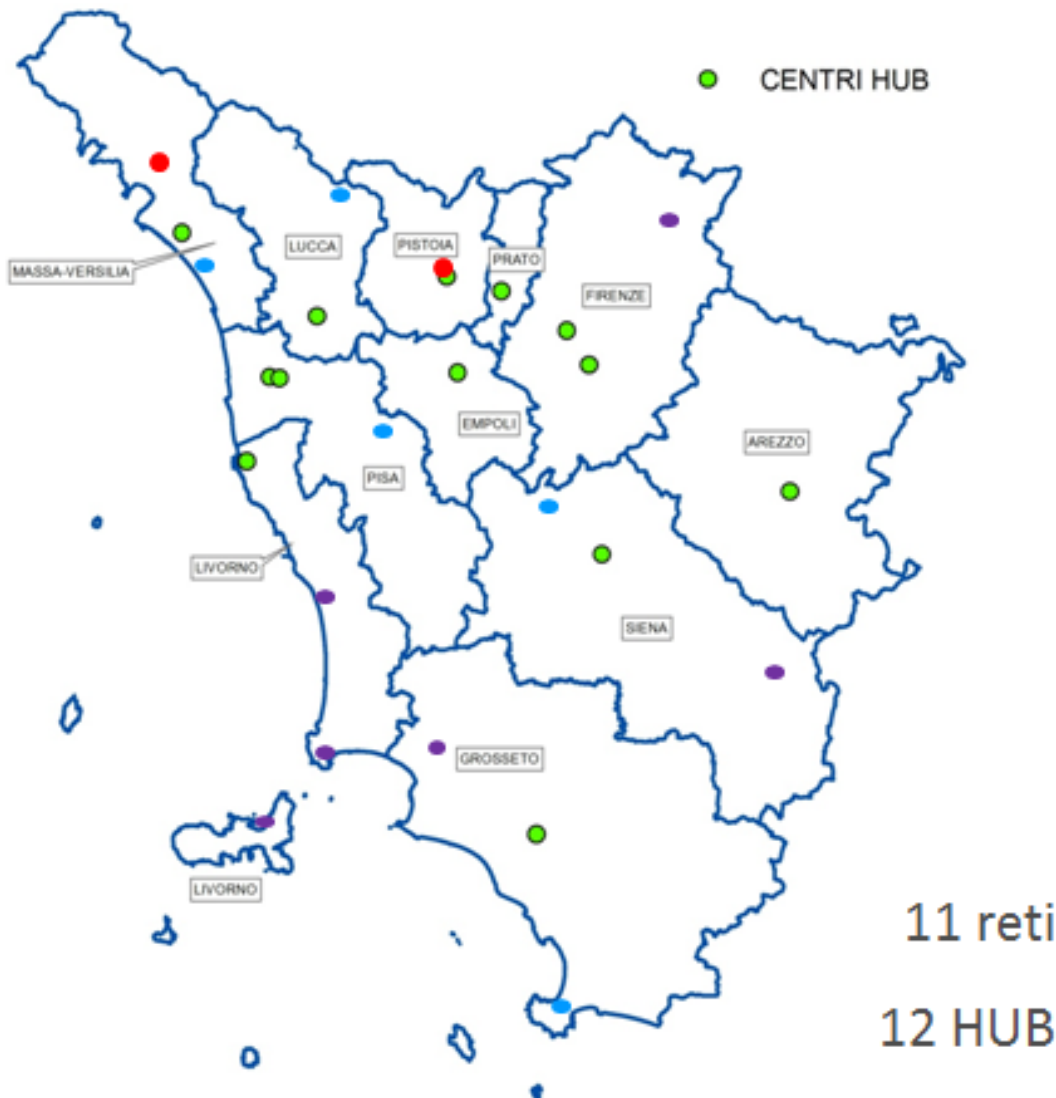 CENTRI HUB
LUCCA
PISTOIA
PRATO
MASSA-VERSILIA
FIRENZE
EMPOLI
AREZZO
PISA
LIVORNO
SIENA
GROSSETO
LIVORNO
11 reti
12 HUB